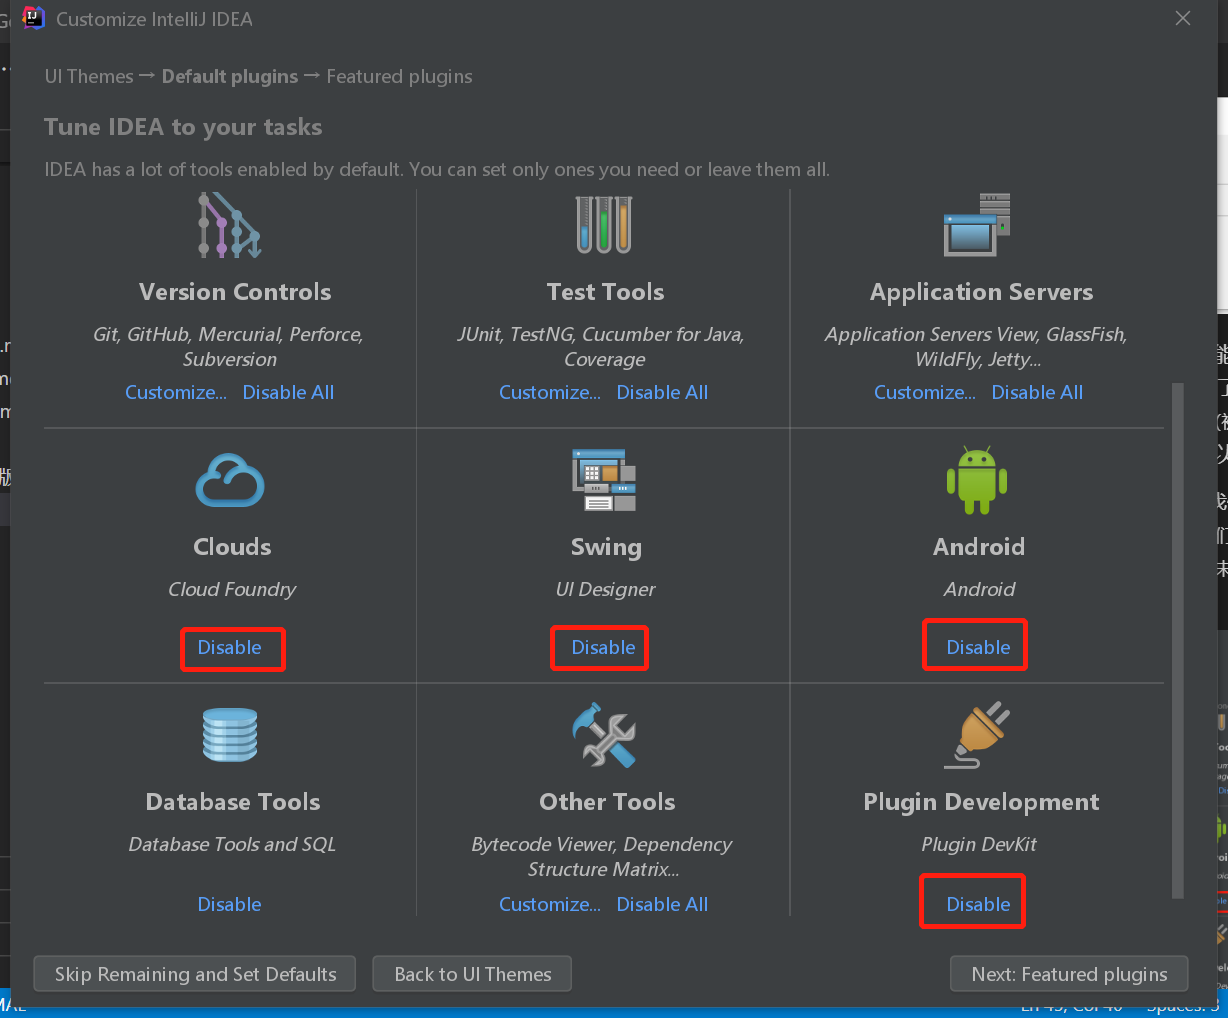 Customize IntelliJ IDEA
UI Themes → Default plugins → Featured plugins
Tune IDEA to your tasks
IDEA has a lot of tools enabled by default. You can set only ones you need or leave them all.
Version Controls
Git, GitHub, Mercurial, Perforce,
Subversion
Customize... Disable All
Test Tools
JUnit, TestNG, Cucumber for Java,
Coverage
Customize... Disable All
Application Servers
Application Servers View, GlassFish,
WildFly, Jetty...
Customize... Disable All
Clouds
Cloud Foundry
Disable
Swing
UI Designer
Disable
Android
Android
Disable
Database Tools
Database Tools and SQL
Disable
Other Tools
Bytecode Viewer, Dependency
Structure Matrix...
Customize... Disable All
Plugin Development
Plugin DevKit
Disable
Skip Remaining and Set Defaults
Back to UI Themes
Next: Featured plugins